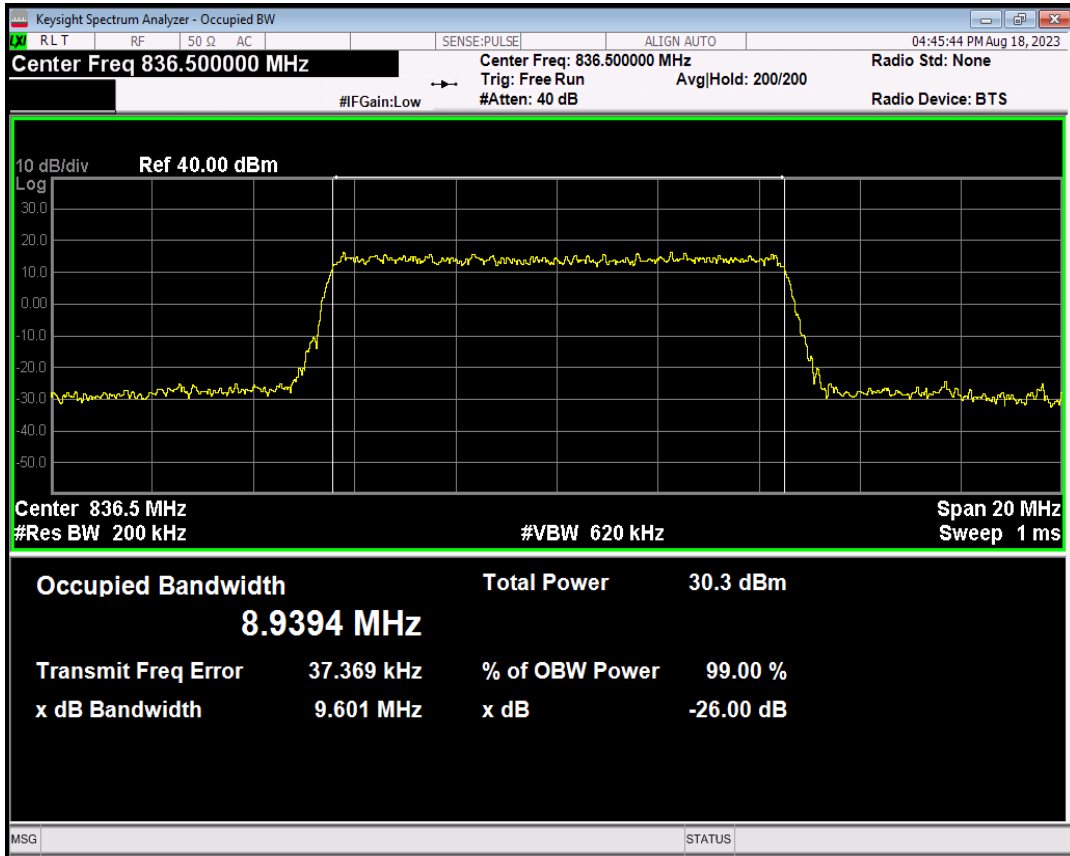 Keysight Spectrum Analyzer - Occupied BW
LXI RLT RF 50 Ω AC SENSE:PULSE ALIGN AUTO 04:45:44 PM Aug 18, 2023
Center Freq 836.500000 MHz Center Freq: 836.500000 MHz Radio Std: None
Trig: Free Run Avg|Hold: 200/200
#IFGain:Low #Atten: 40 dB Radio Device: BTS
10 dB/div Ref 40.00 dBm
Log
30.0
20.0
10.0
0.00
-10.0
-20.0
-30.0
-40.0
-50.0
Center 836.5 MHz Span 20 MHz
#Res BW 200 kHz #VBW 620 kHz Sweep 1 ms
Occupied Bandwidth Total Power 30.3 dBm
8.9394 MHz
Transmit Freq Error 37.369 kHz % of OBW Power 99.00 %
x dB Bandwidth 9.601 MHz x dB -26.00 dB
MSG STATUS